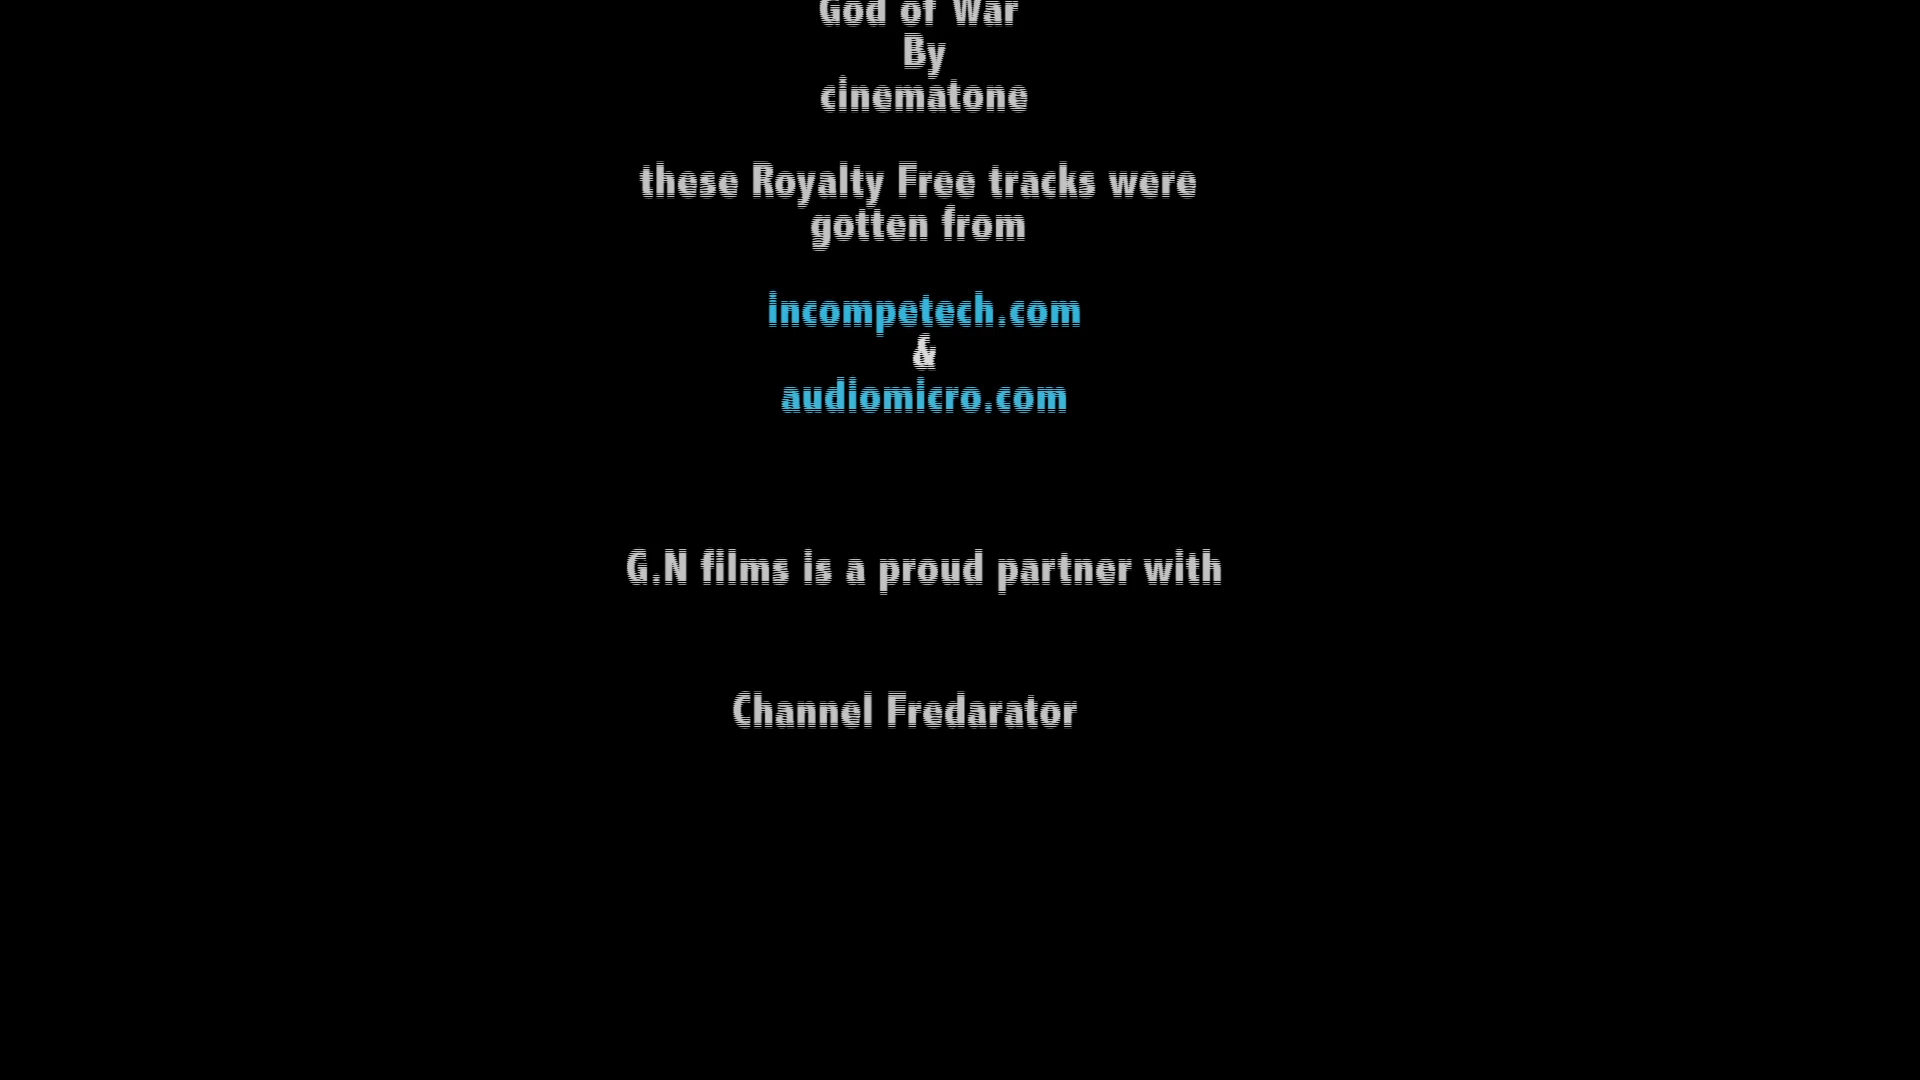 God of War
By
cinematone
these Royalty Free tracks were
gotten from
incompetech.com
&
audiomicro.com
G.N films is a proud partner with
Channel Fredarator